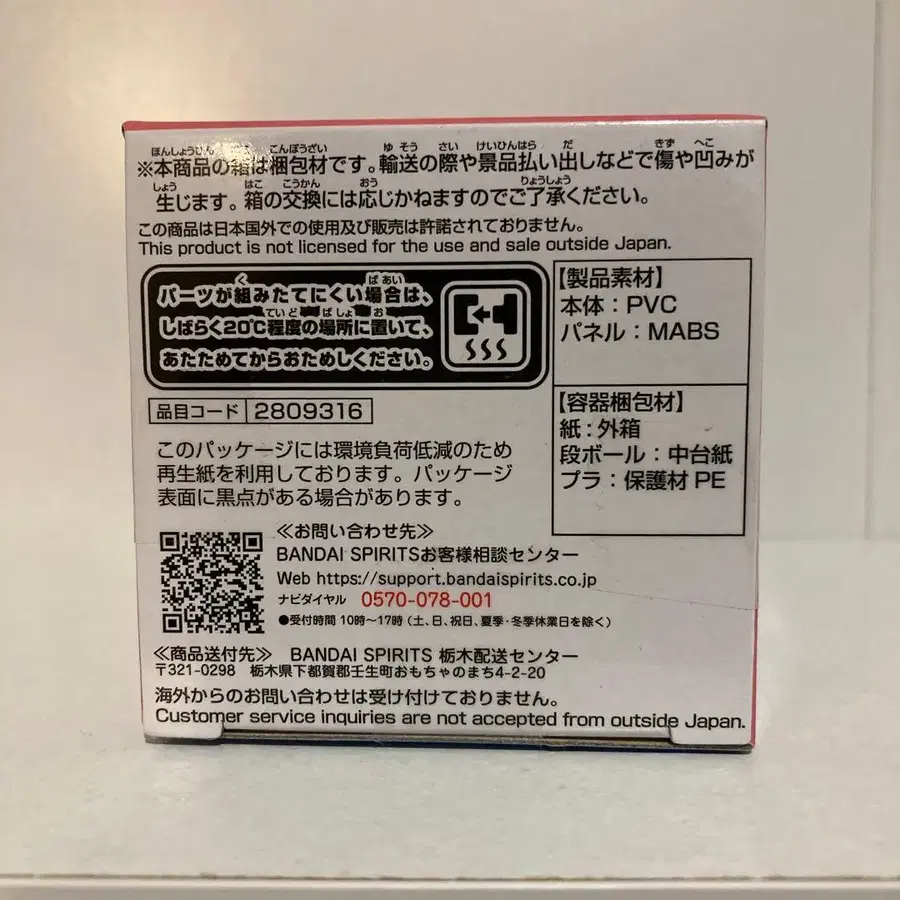 ※本商品の箱は梱包材です。輸送の際や景品払い出しなどで傷や凹みが
生じます。箱の交換には応じかねますのでご了承ください。
この商品は日本国外での使用及び販売は許諾されておりません。
This product is not licensed for the use and sale outside Japan.
パーツが組みたてにくい場合は、
しばらく20℃程度の場所に置いて、
あたためてからおためしください。
【製品素材】
本体：PVC
パネル：MABS
【容器梱包材】
紙：外箱
段ボール：中台紙
プラ：保護材 PE
品目コード 2809316
このパッケージには環境負荷低減のため
再生紙を利用しております。パッケージ
表面に黒点がある場合があります。
≪お問い合わせ先≫
BANDAI SPIRITSお客様相談センター
Web https://support.bandaispirits.co.jp
ナビダイヤル 0570-078-001
●受付時間 10時〜17時（土、日、祝日、夏季・冬季休業日を除く）
≪商品送付先≫ BANDAI SPIRITS 栃木配送センター
〒321-0298 栃木県下都賀郡壬生町おもちゃのまち4-2-20
海外からのお問い合わせは受け付けておりません。
Customer service inquiries are not accepted from outside Japan.